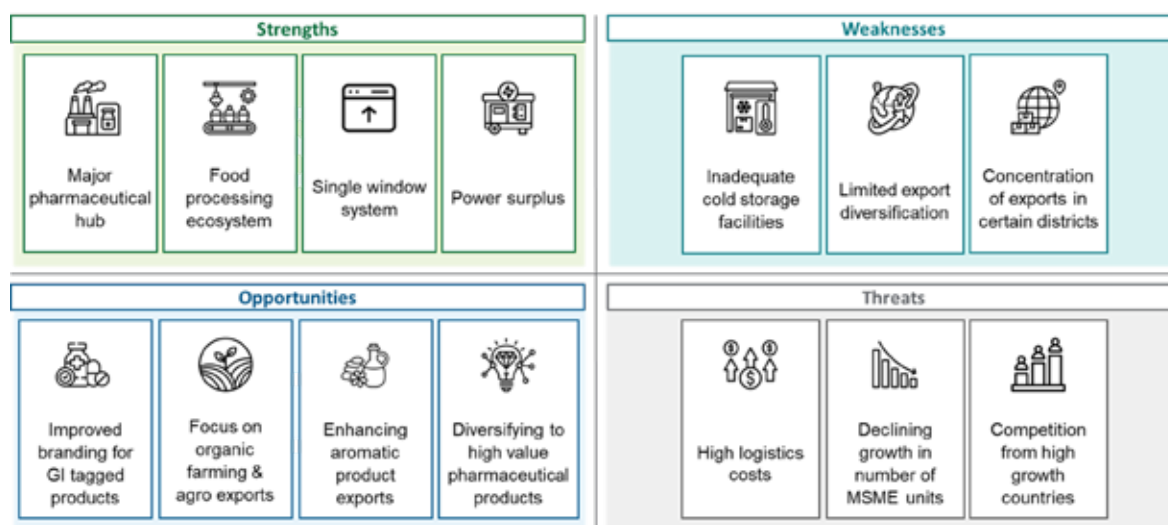 Strengths
Major
pharmaceutical
hub
Food
processing
ecosystem
Single window
system
Power surplus
Weaknesses
Inadequate
cold storage
facilities
Limited export
diversification
Concentration
of exports in
certain districts
Opportunities
Improved
branding for
GI tagged
products
Focus on
organic
farming &
agro exports
Enhancing
aromatic
product
exports
Diversifying to
high value
pharmaceutical
products
Threats
High logistics
costs
Declining
growth in
number of
MSME units
Competition
from high
growth
countries